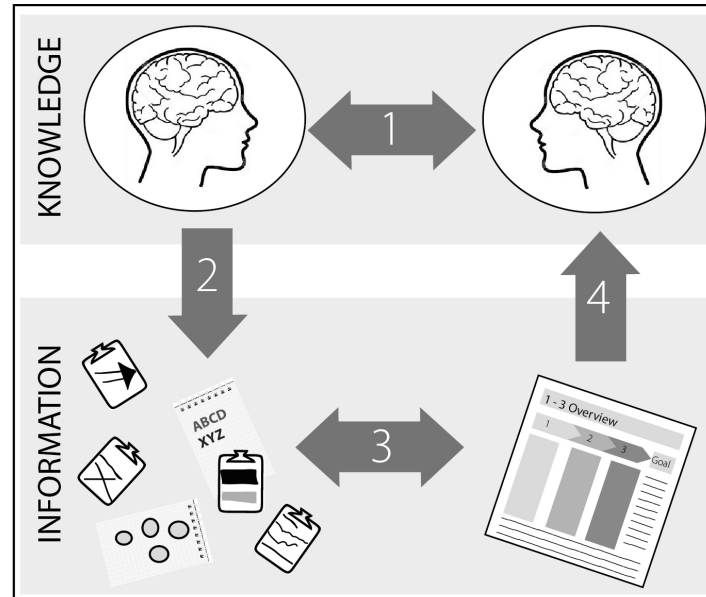 KNOWLEDGE
1
2
4
INFORMATION
ABCD
XYZ
3
1 - 3 Overview
1
2
3
Goal